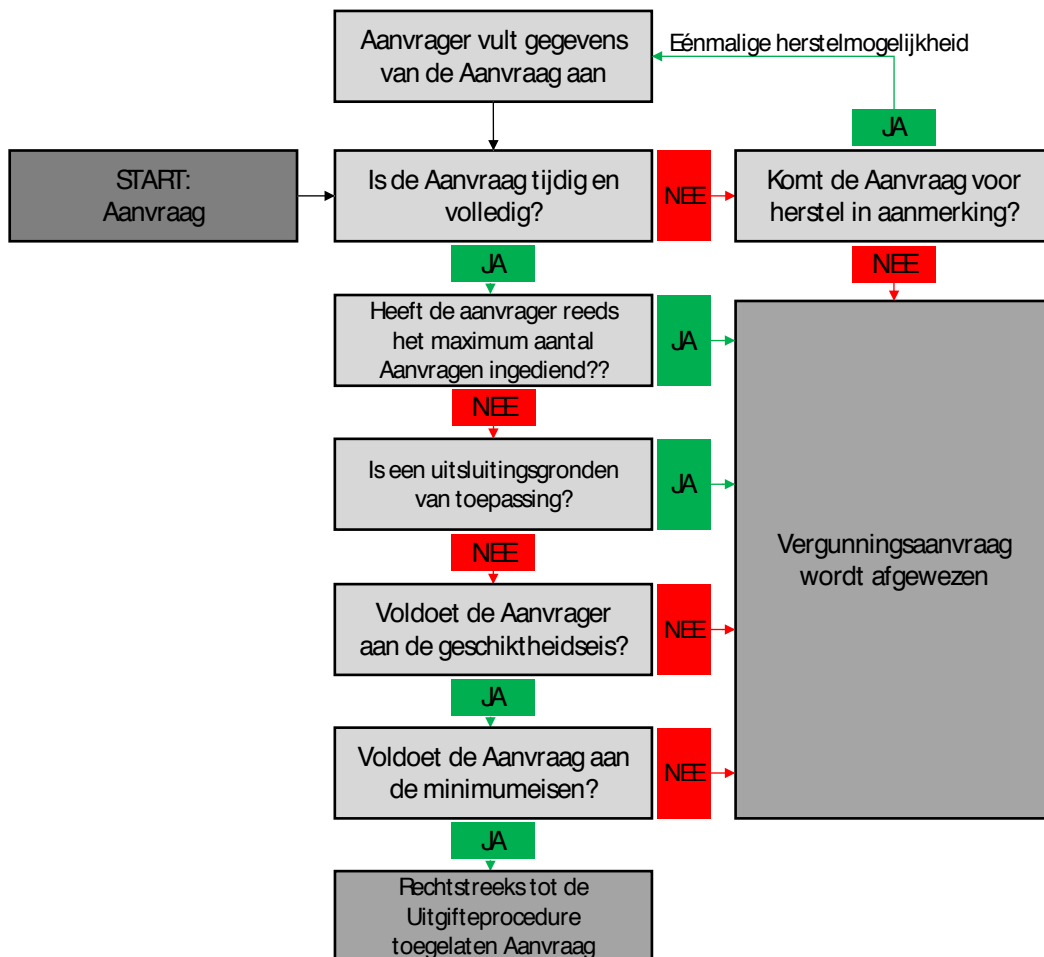 Aanvrager vult gegevens
van de Aanvraag aan
Eénmalige herstelmogelijkheid
JA
START:
Aanvraag
Is de Aanvraag tijdig en
volledig?
NEE
Komt de Aanvraag voor
herstel in aanmerking?
JA
NEE
Heeft de aanvrager reeds
het maximum aantal
Aanvragen ingediend??
JA
NEE
Is een uitsluitingsgronden
van toepassing?
JA
NEE
Vergunningsaanvraag
wordt afgewezen
Voldoet de Aanvrager
aan de geschiktheidseis?
NEE
JA
Voldoet de Aanvraag aan
de minimumeisen?
NEE
JA
Rechtstreeks tot de
Uitgifteprocedure
toegelaten Aanvraag